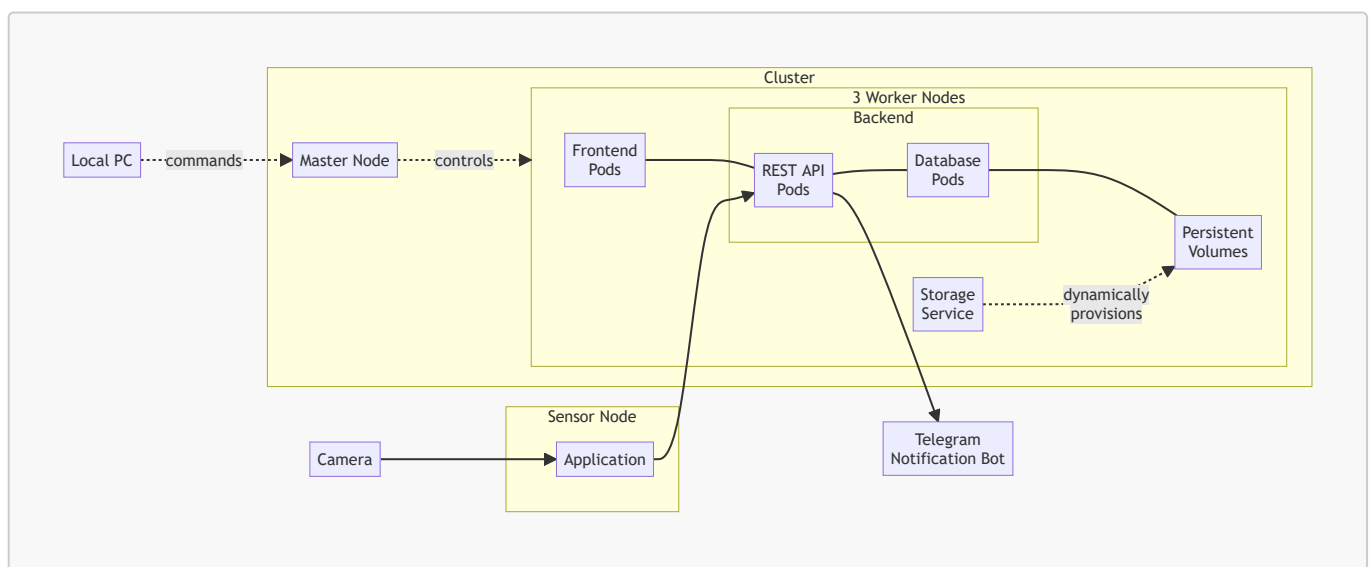 Cluster
3 Worker Nodes
Backend
Local PC
commands
Master Node
controls
Frontend
Pods
REST API
Pods
Database
Pods
Persistent
Volumes
Storage
Service
dynamically
provisions
Sensor Node
Camera
Application
Telegram
Notification Bot